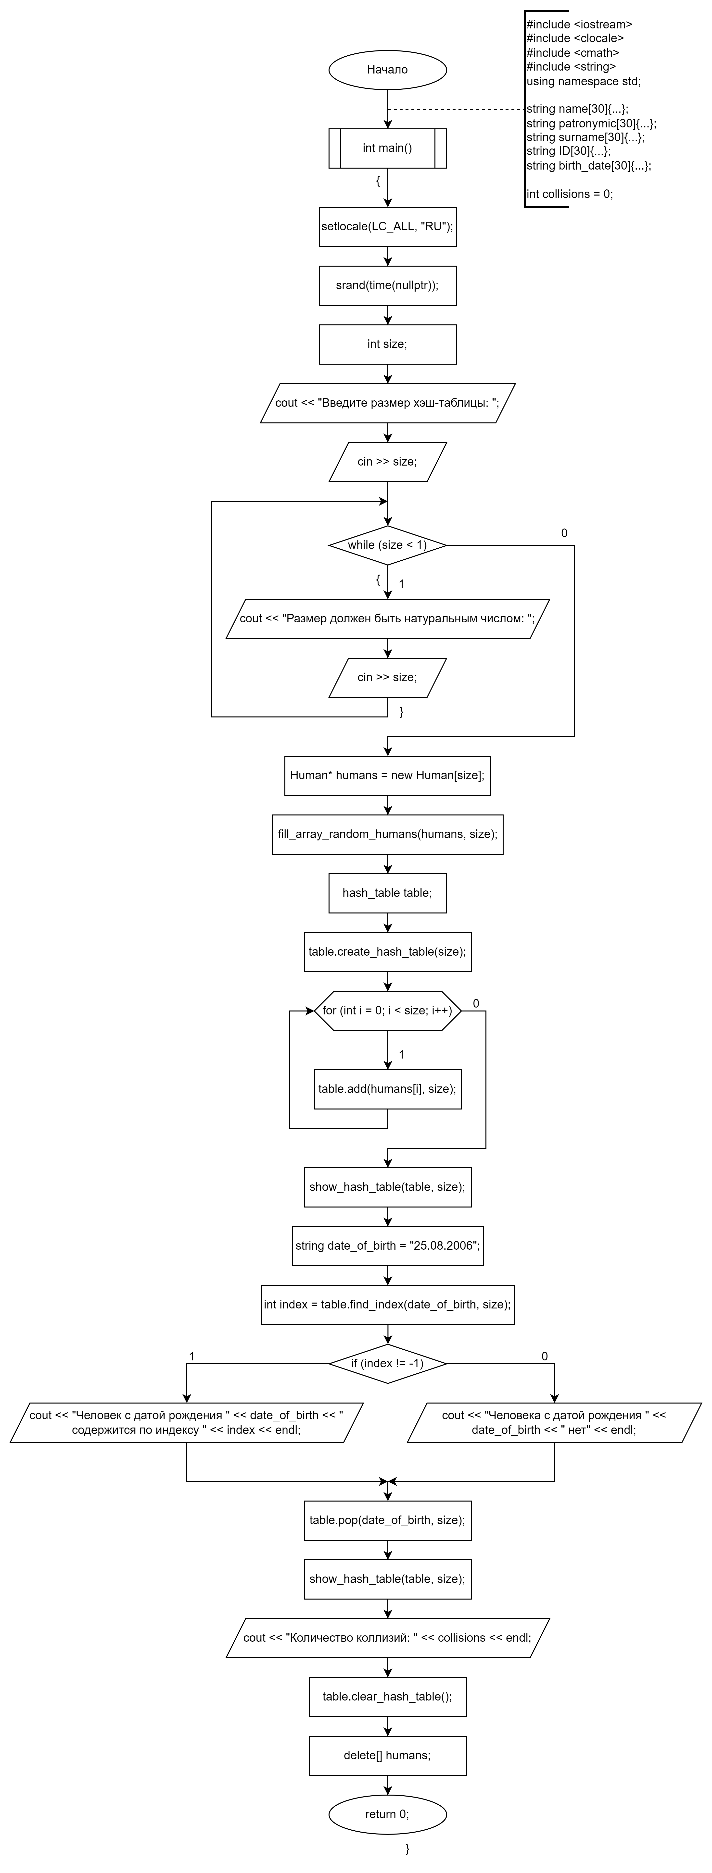 #include <iostream>
#include <clocale>
#include <cmath>
#include <string>
using namespace std;
string name[30]{...};
string patronymic[30]{...};
string surname[30]{...};
string ID[30]{...};
string birth_date[30]{...};
int collisions = 0;
Начало
int main()
{
setlocale(LC_ALL, "RU");
srand(time(nullptr));
int size;
cout << "Введите размер хэш-таблицы: ";
cin >> size;
while (size < 1)
0
{
1
cout << "Размер должен быть натуральным числом: ";
cin >> size;
}
Human* humans = new Human[size];
fill_array_random_humans(humans, size);
hash_table table;
table.create_hash_table(size);
for (int i = 0; i < size; i++)
0
1
table.add(humans[i], size);
show_hash_table(table, size);
string date_of_birth = "25.08.2006";
int index = table.find_index(date_of_birth, size);
1
if (index != -1)
0
cout << "Человек с датой рождения " << date_of_birth << "
содержится по индексу " << index << endl;
cout << "Человека с датой рождения " <<
date_of_birth << " нет" << endl;
table.pop(date_of_birth, size);
show_hash_table(table, size);
cout << "Количество коллизий: " << collisions << endl;
table.clear_hash_table();
delete[] humans;
return 0;
}